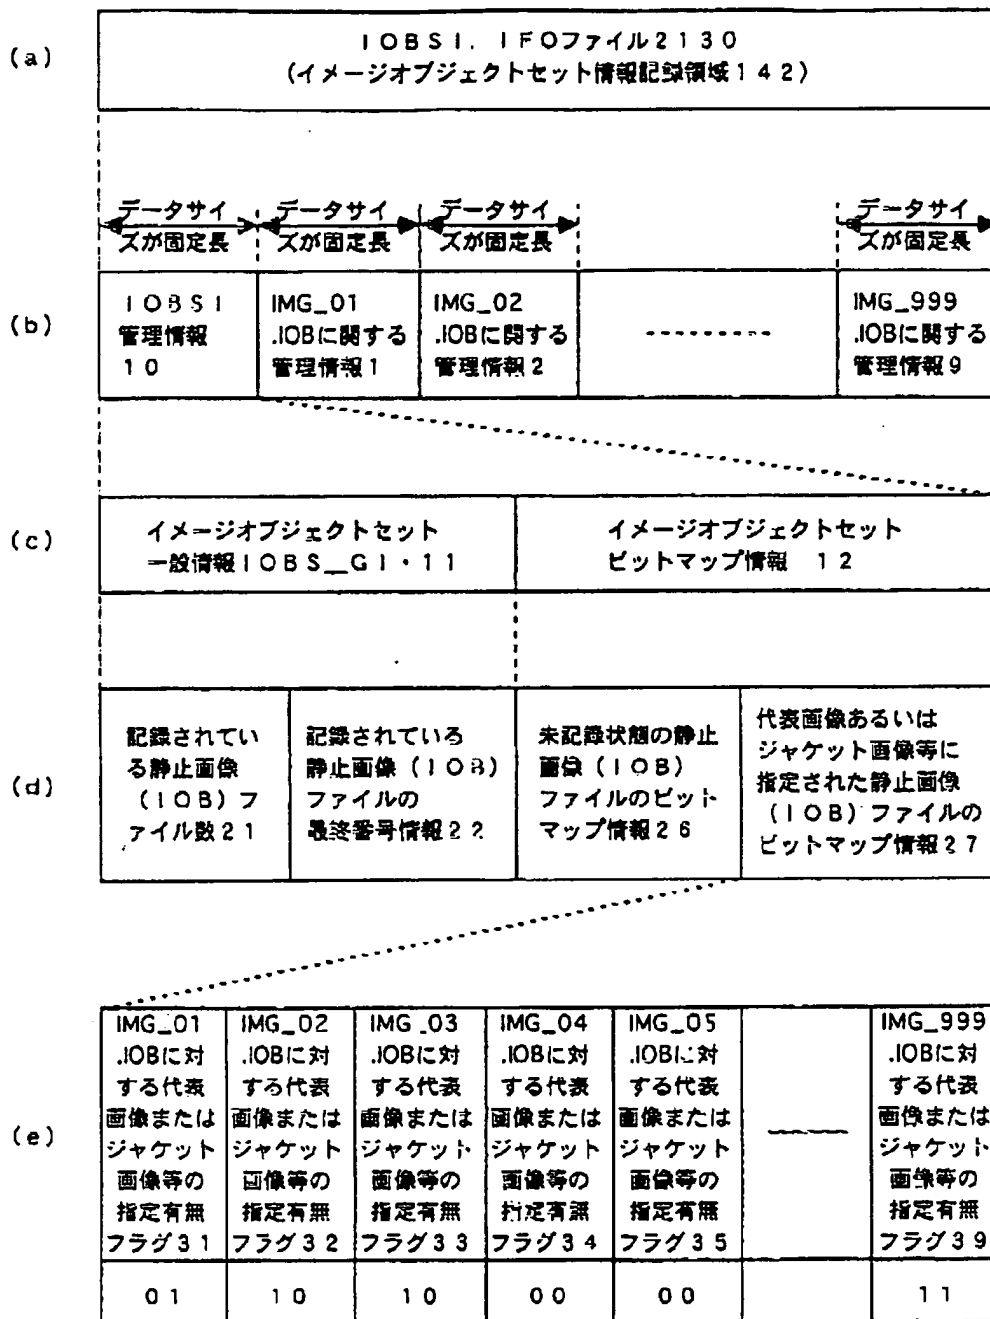 (a)
IOBSI. IFOファイル2130
(イメージオブジェクトセット情報記録領域142)
データサイ
ズが固定長
データサイ
ズが固定長
データサイ
ズが固定長
データサイ
ズが固定長
(b)
IOBSI
管理情報
10
IMG_01
.IOBに関する
管理情報1
IMG_02
.IOBに関する
管理情報2
IMG_999
.IOBに関する
管理情報9
(c)
イメージオブジェクトセット
一般情報IOBS__GI・11
イメージオブジェクトセット
ビットマップ情報 12
(d)
記録されてい
る静止画像
(IOB)フ
ァイル数21
記録されている
静止画像(IOB)
ファイルの
最終番号情報22
未記録状態の静止
画像(IOB)
ファイルのビット
マップ情報26
代表画像あるいは
ジャケット画像等に
指定された静止画像
(IOB)ファイルの
ビットマップ情報27
(e)
IMG_01
.IOBに対
する代表
画像または
ジャケット
画像等の
指定有無
フラグ31
01
IMG_02
.IOBに対
する代表
画像または
ジャケット
画像等の
指定有無
フラグ32
10
IMG_03
.IOBに対
する代表
画像または
ジャケット
画像等の
指定有無
フラグ33
10
IMG_04
.IOBに対
する代表
画像または
ジャケット
画像等の
指定有無
フラグ34
00
IMG_05
.IOBに対
する代表
画像または
ジャケット
画像等の
指定有無
フラグ35
00
IMG_999
.IOBに対
する代表
画像または
ジャケット
画像等の
指定有無
フラグ39
11